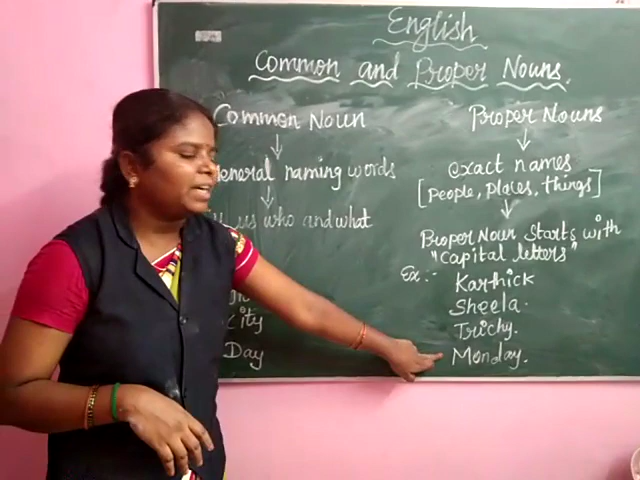 English
Common and Proper Nouns.
Common Noun
General naming words
us who and what
City
Day
Proper Nouns
exact names
[people, places, things]
Proper Noun starts with
"Capital letters"
Ex:- Karthick
Sheela.
Trichy.
Monday.